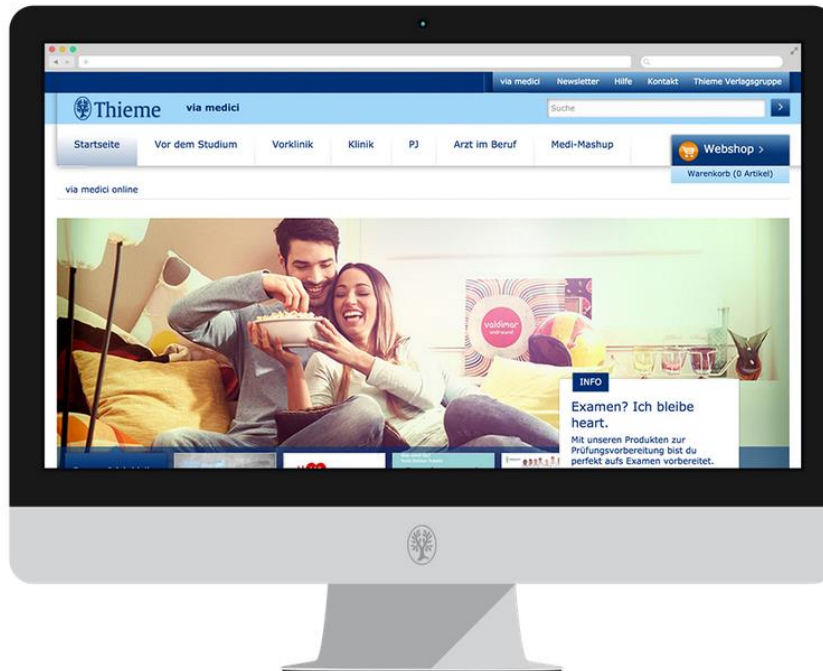 via medici Newsletter Hilfe Kontakt Thieme Verlagsgruppe
Thieme via medici Suche
Startseite Vor dem Studium Vorklinik Klinik PJ Arzt im Beruf Medi-Mashup Webshop >
Warenkorb (0 Artikel)
via medici online
valdimar
INFO
Examen? Ich bleibe
heart.
Mit unseren Produkten zur
Prüfungsvorbereitung bist du
perfekt aufs Examen vorbereitet.